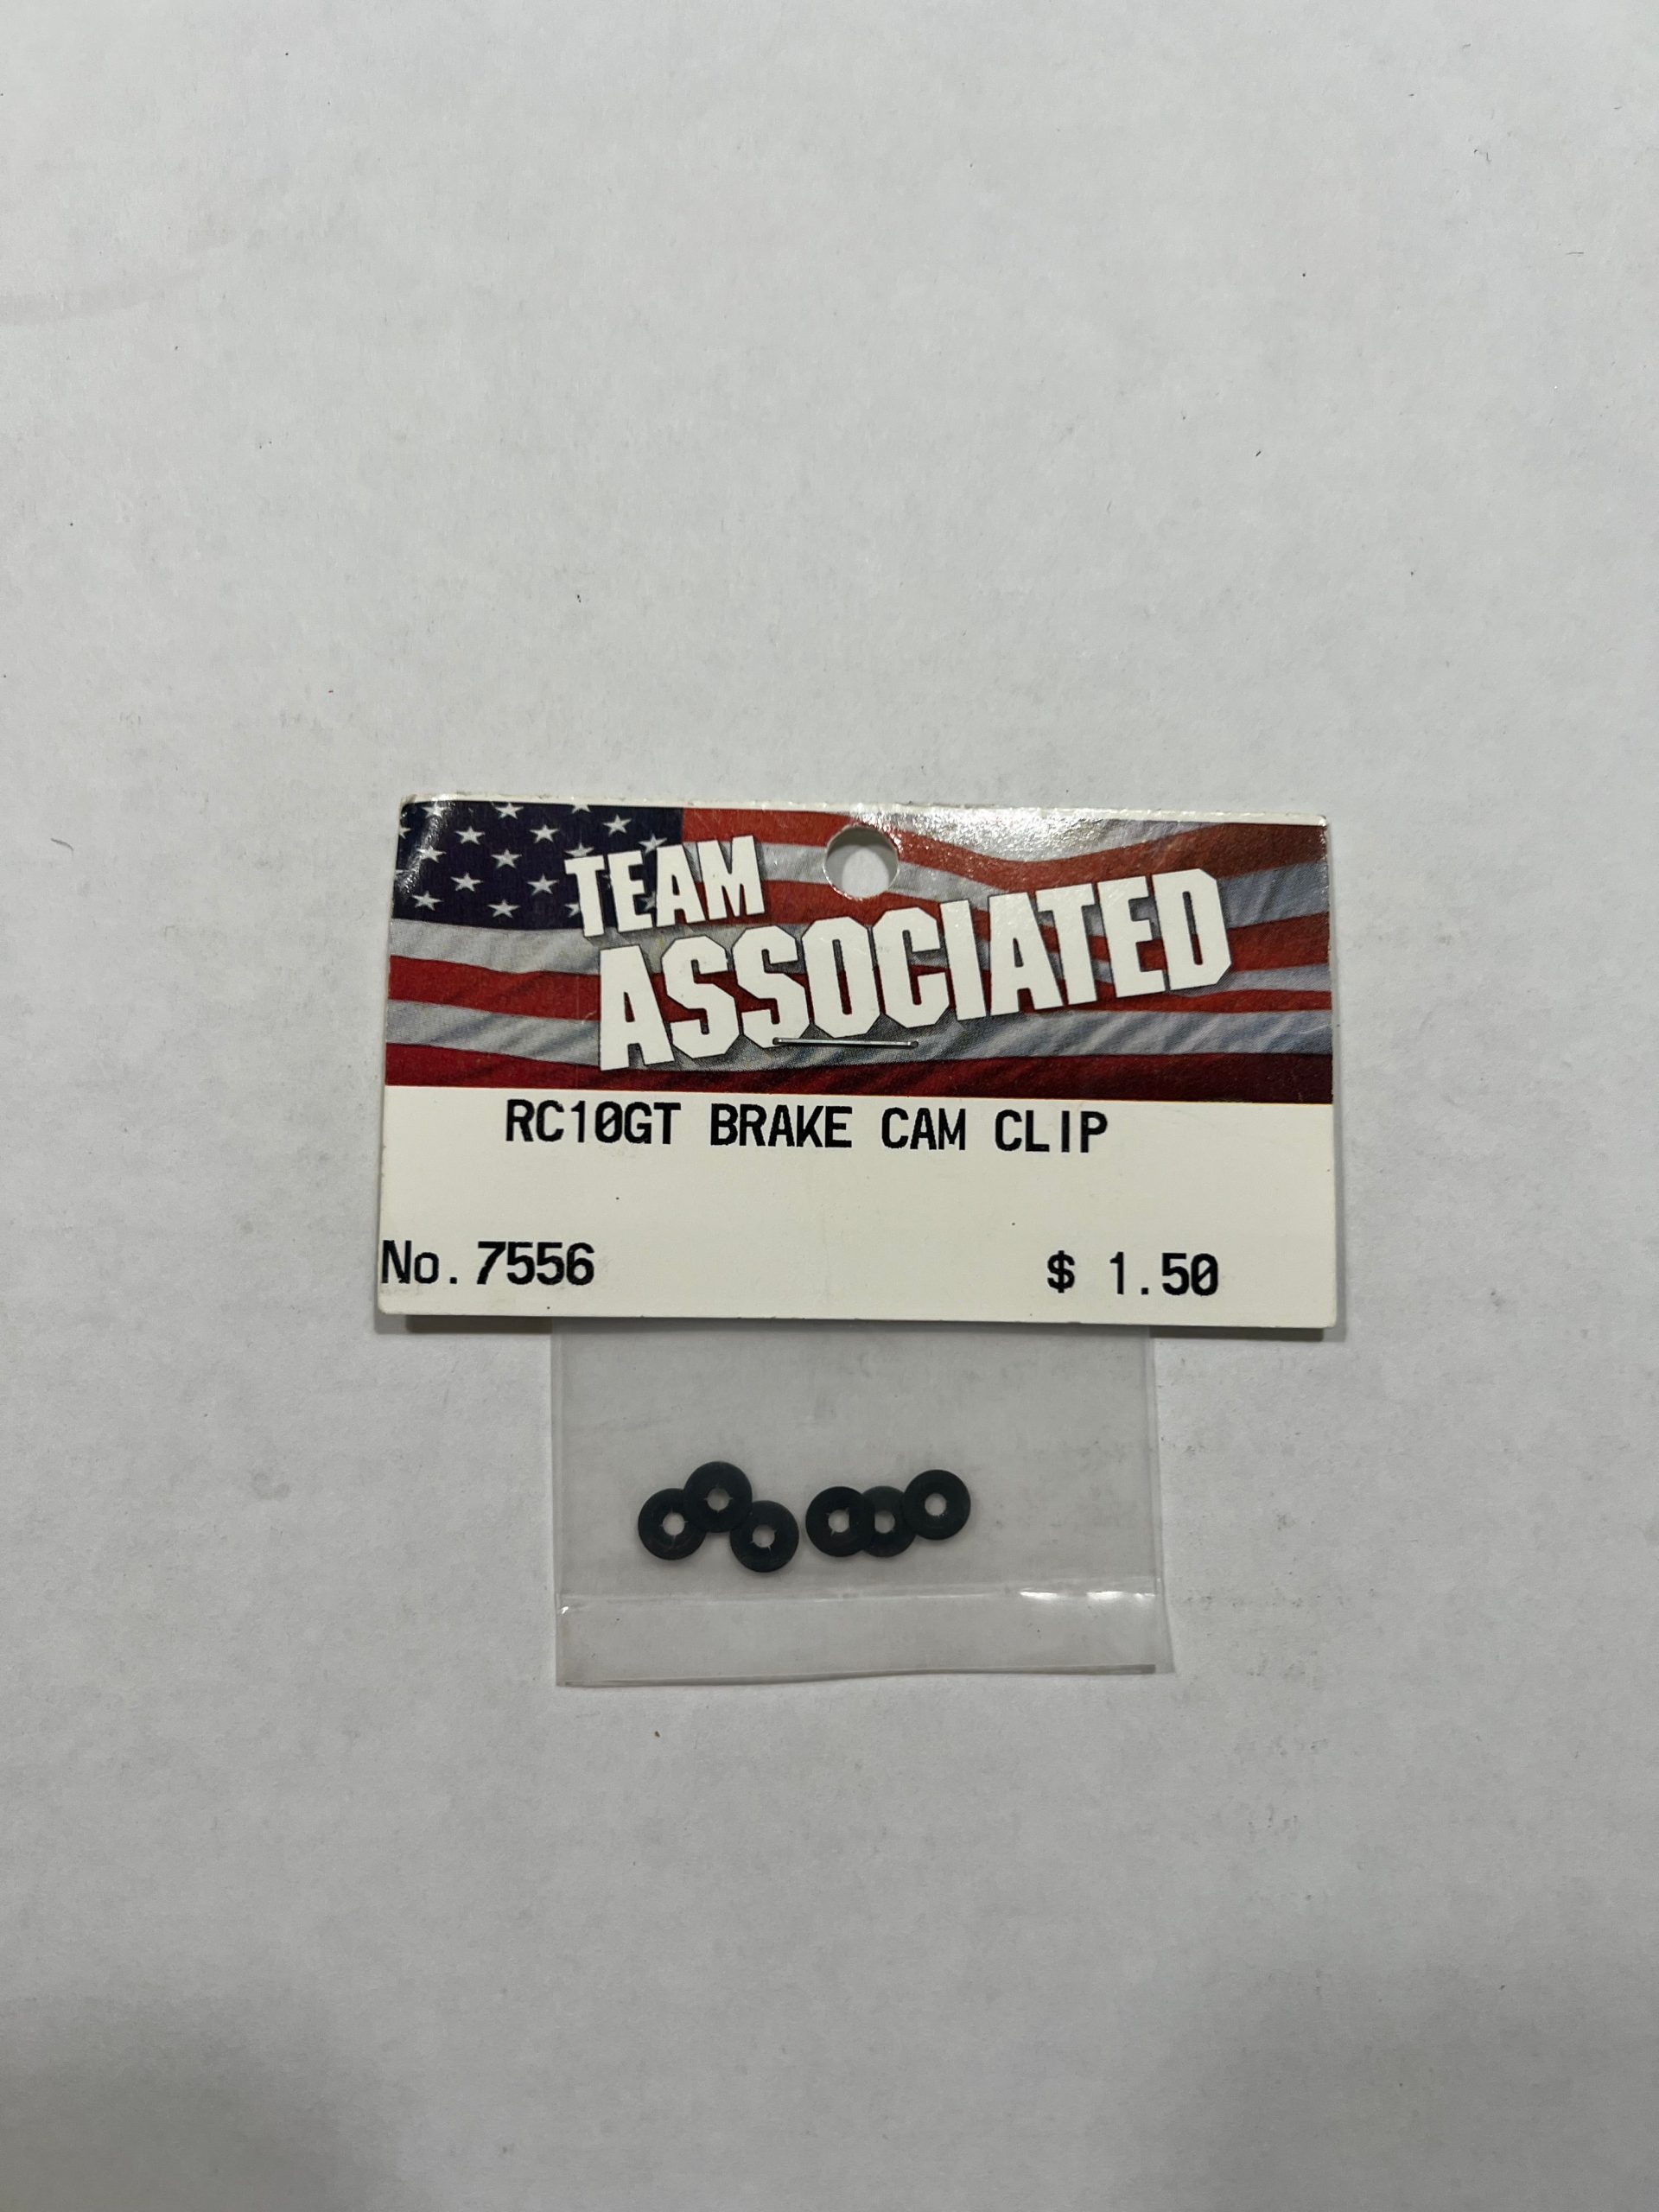 TEAM
ASSOCIATED
RC10GT BRAKE CAM CLIP
No. 7556
$ 1.50